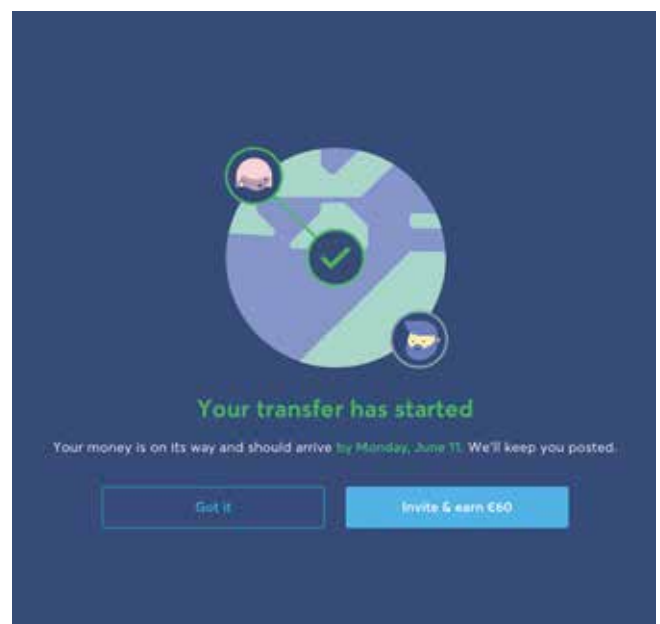 Your transfer has started
Your money is on its way and should arrive by Monday, June 11. We'll keep you posted.
Got it
Invite & earn €60